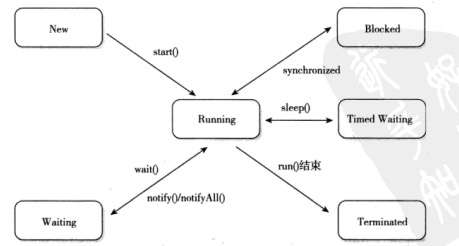 New
Blocked
start()
synchronized
Running
sleep()
Timed Waiting
wait()
run()结束
notify()/notifyAll()
Waiting
Terminated